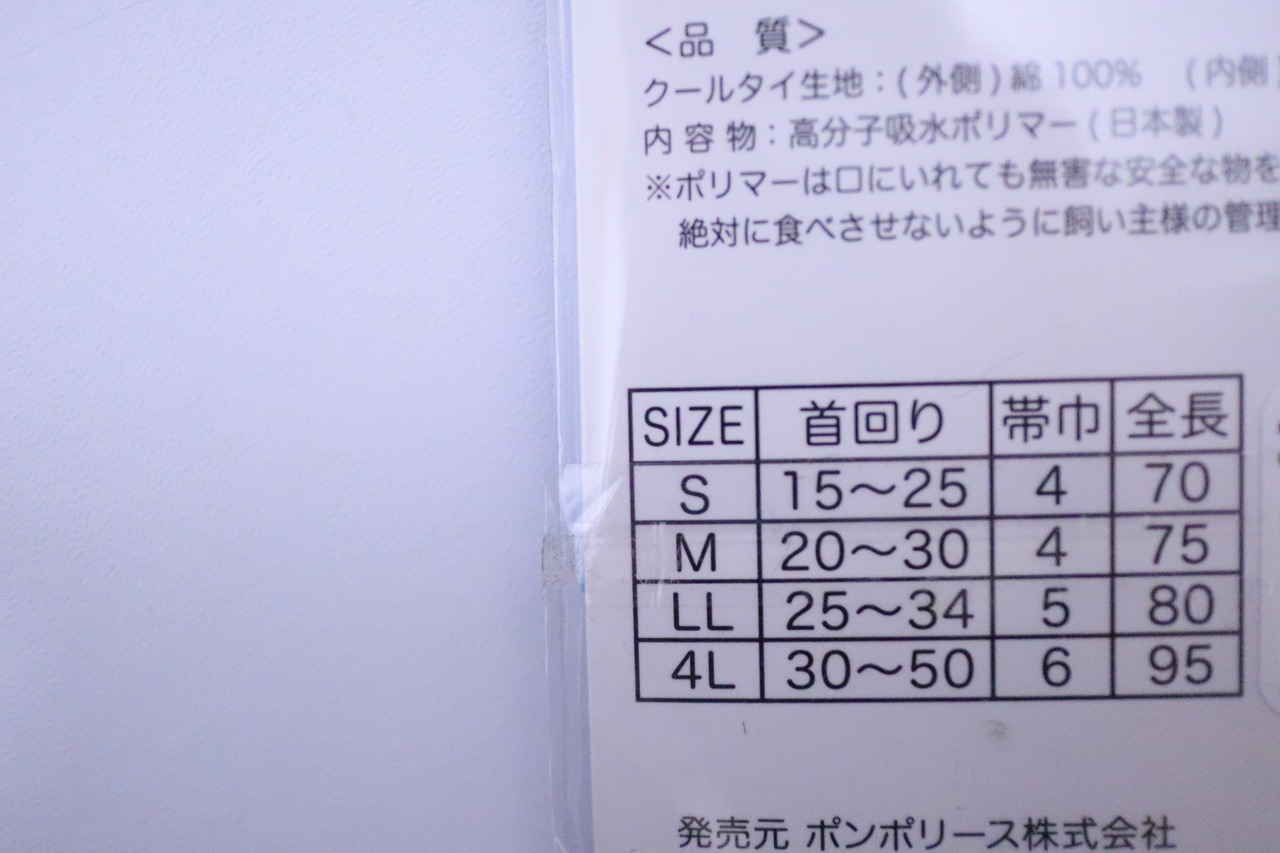 <品 質>
クールタイ生地：(外側)綿100% (内側)
内容物：高分子吸水ポリマー(日本製)
※ポリマーは口にいれても無害な安全な物を
絶対に食べさせないように飼い主様の管理
SIZE 首回り 帯巾 全長
S 15〜25 4 70
M 20〜30 4 75
LL 25〜34 5 80
4L 30〜50 6 95
発売元 ポンポリース株式会社